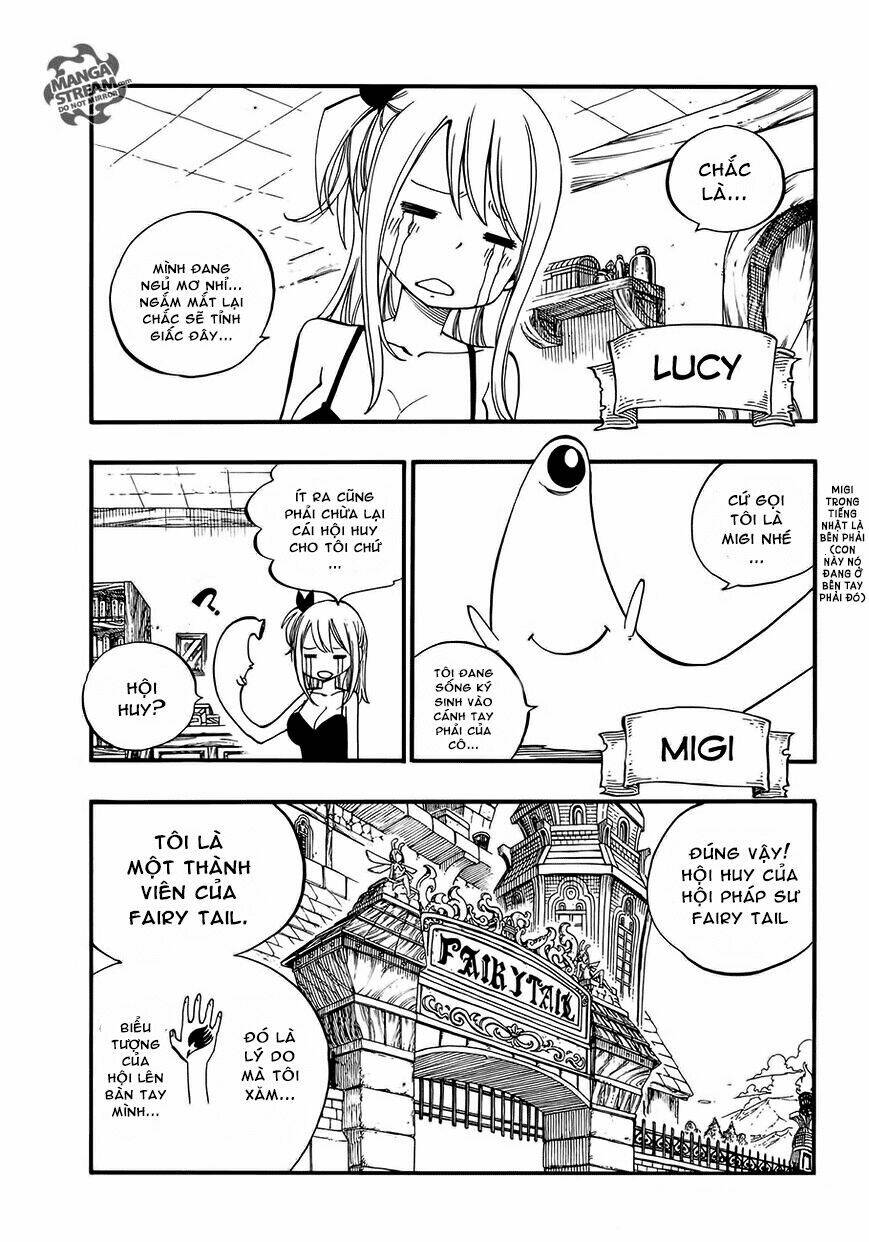 MANGA
STREAM.com
DO NOT MIRROR
CHẮC
LÀ...
MÌNH ĐANG
NGỦ MƠ NHỈ...
NGẮM MẮT LẠI
CHẮC SẼ TỈNH
GIẤC ĐÂY...
LUCY
CỨ GỌI
TÔI LÀ
MIGI NHÉ
...
MIGI
TRONG
TIẾNG
NHẬT LÀ
BÊN PHẢI
(CON
NÀY NÓ
ĐANG Ở
BÊN TAY
PHẢI ĐÓ)
TÔI ĐANG
SỐNG KÝ
SINH VÀO
CÁNH TAY
PHẢI CỦA
CÔ...
MIGI
ÍT RA CŨNG
PHẢI CHỪA LẠI
CÁI HỘI HUY
CHO TÔI CHỨ
...
?
HỘI
HUY?
ĐÚNG VẬY!
HỘI HUY CỦA
HỘI PHÁP SƯ
FAIRY TAIL
FAIRY TAIL
TÔI LÀ
MỘT THÀNH
VIÊN CỦA
FAIRY TAIL.
ĐÓ LÀ
LÝ DO
MÀ TÔI
XĂM...
BIỂU
TƯỢNG
CỦA
HỘI LÊN
BÀN TAY
MÌNH...